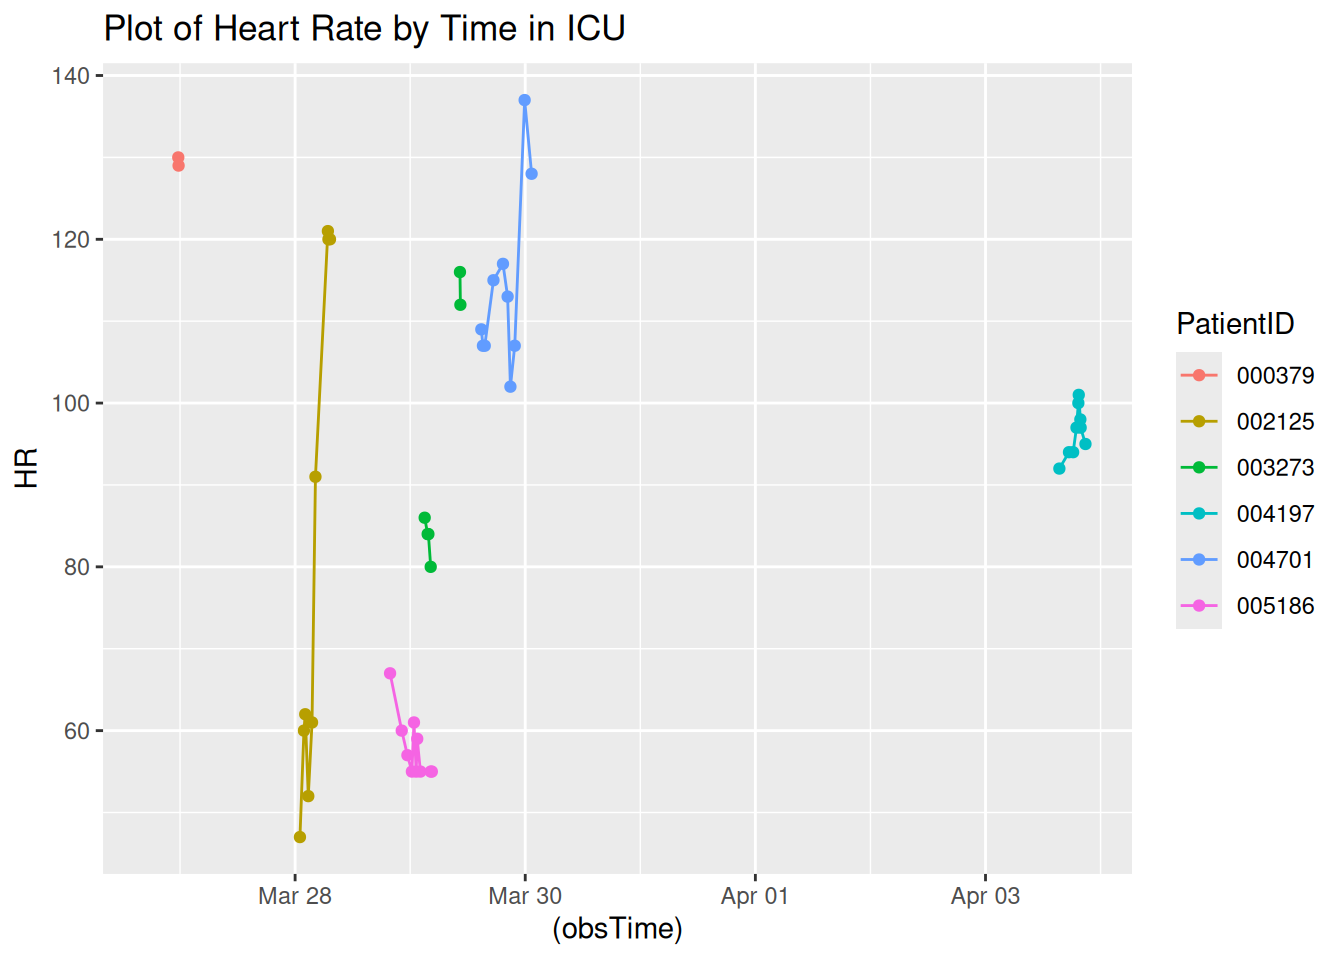 Plot of Heart Rate by Time in ICU
140
120
100
80
60
HR
Mar 28
Mar 30
Apr 01
Apr 03
(obsTime)
PatientID
000379
002125
003273
004197
004701
005186